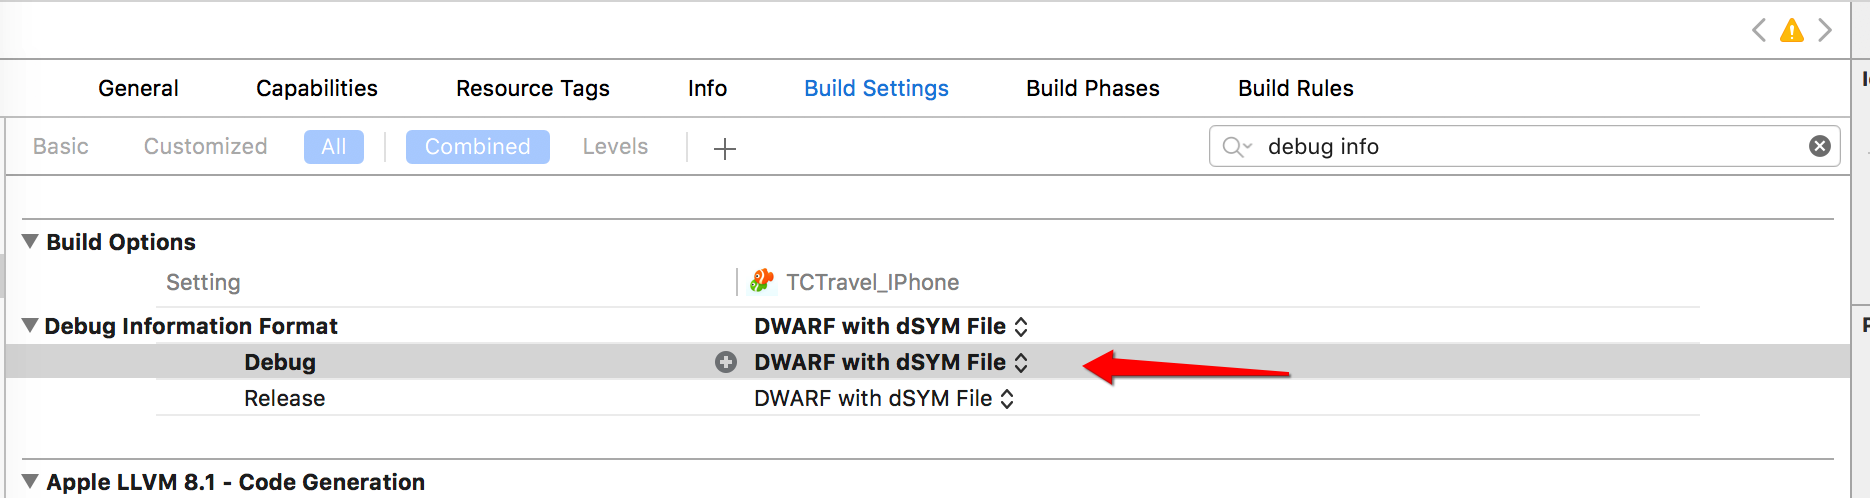 General Capabilities Resource Tags Info Build Settings Build Phases Build Rules
Basic Customized All Combined Levels debug info
Build Options
Setting TCTravel_IPhone
Debug Information Format DWARF with dSYM File
Debug DWARF with dSYM File
Release DWARF with dSYM File
Apple LLVM 8.1 - Code Generation